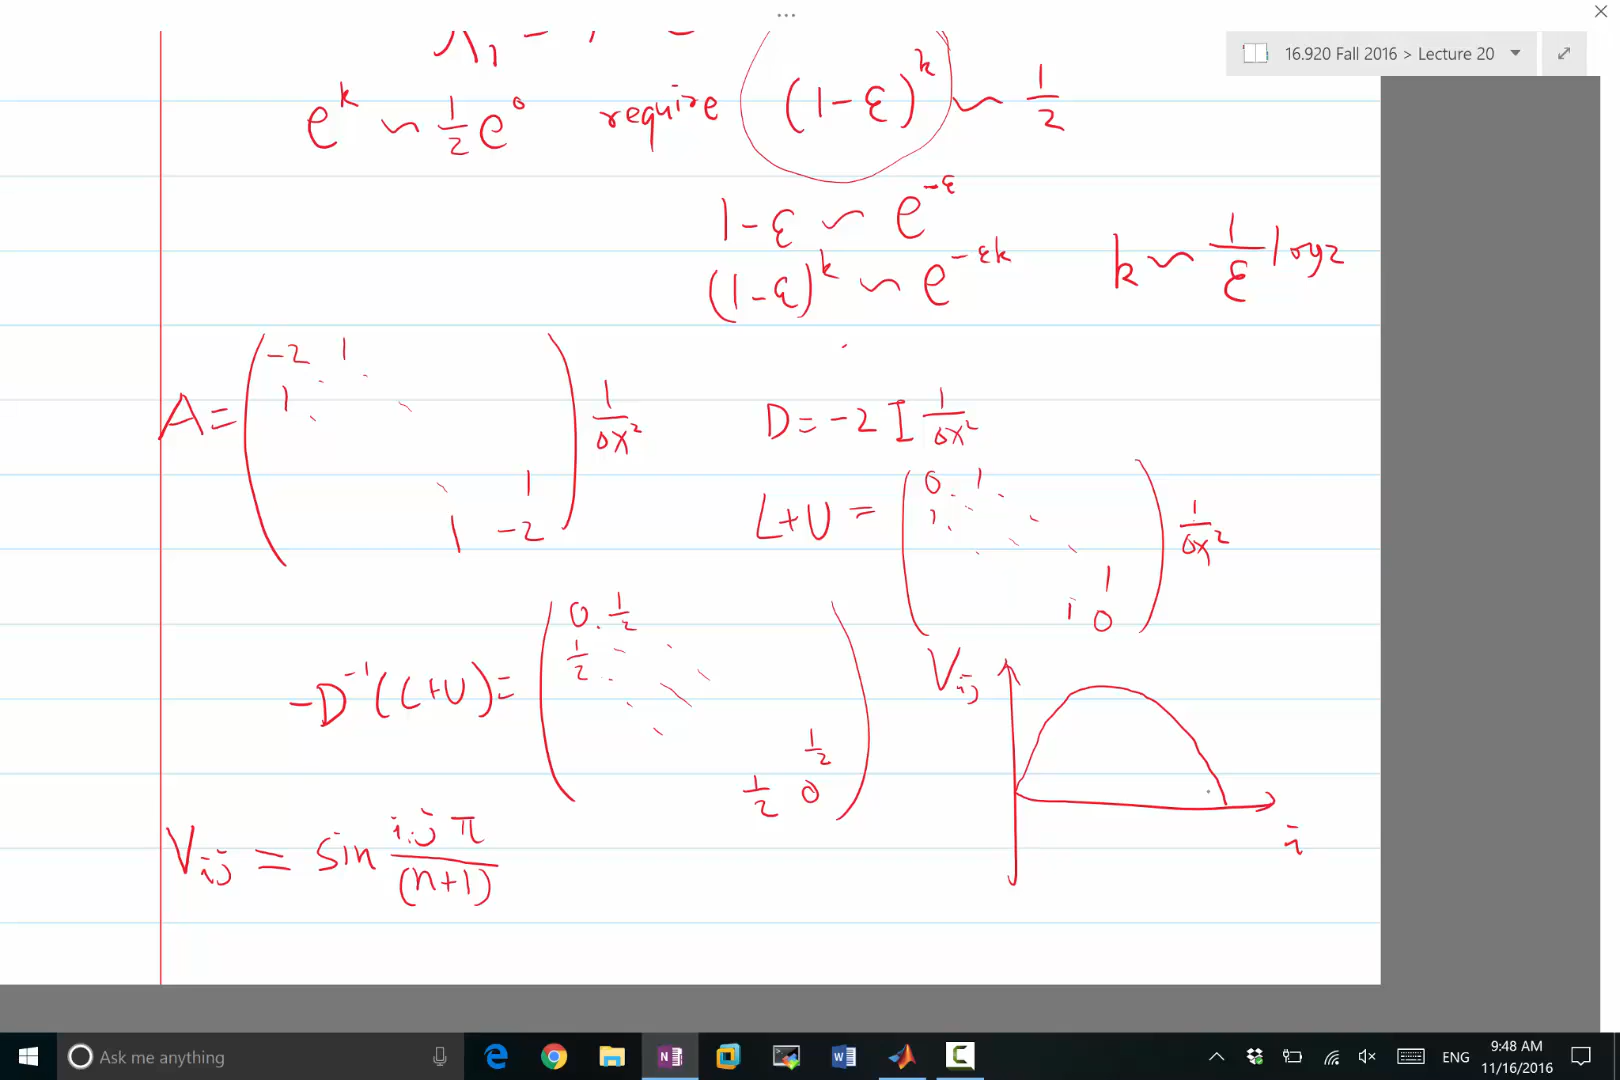 16.920 Fall 2016 > Lecture 20
e^k ~ 1/2 e^0 require (1-ε)^k ~ 1/2
1-ε ~ e^{-ε}
(1-ε)^k ~ e^{-εk} k ~ 1/ε log2
A = ( -2 1 1 1 1 -2 ) 1/Δx² D = -2 I 1/Δx²
L+U = ( 0 1 1 1 1 0 ) 1/Δx²
-D^{-1}(L+U) = ( 0 1/2 1/2 1/2 1/2 0 )
V_ij
i
V_ij = sin i.j π/(n+1)
Ask me anything
ENG
9:48 AM
11/16/2016